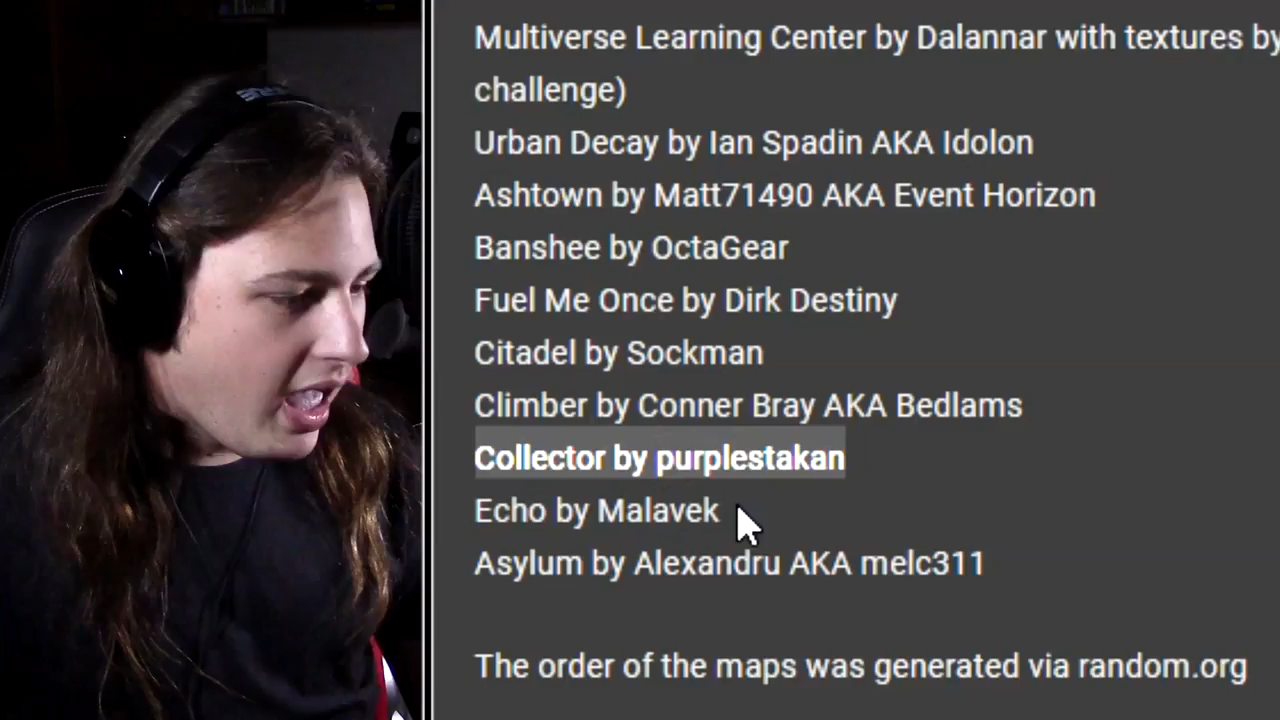 Multiverse Learning Center by Dalannar with textures by
challenge)
Urban Decay by Ian Spadin AKA Idolon
Ashtown by Matt71490 AKA Event Horizon
Banshee by OctaGear
Fuel Me Once by Dirk Destiny
Citadel by Sockman
Climber by Conner Bray AKA Bedlams
Collector by purplestakan
Echo by Malavek
Asylum by Alexandru AKA melc311
The order of the maps was generated via random.org